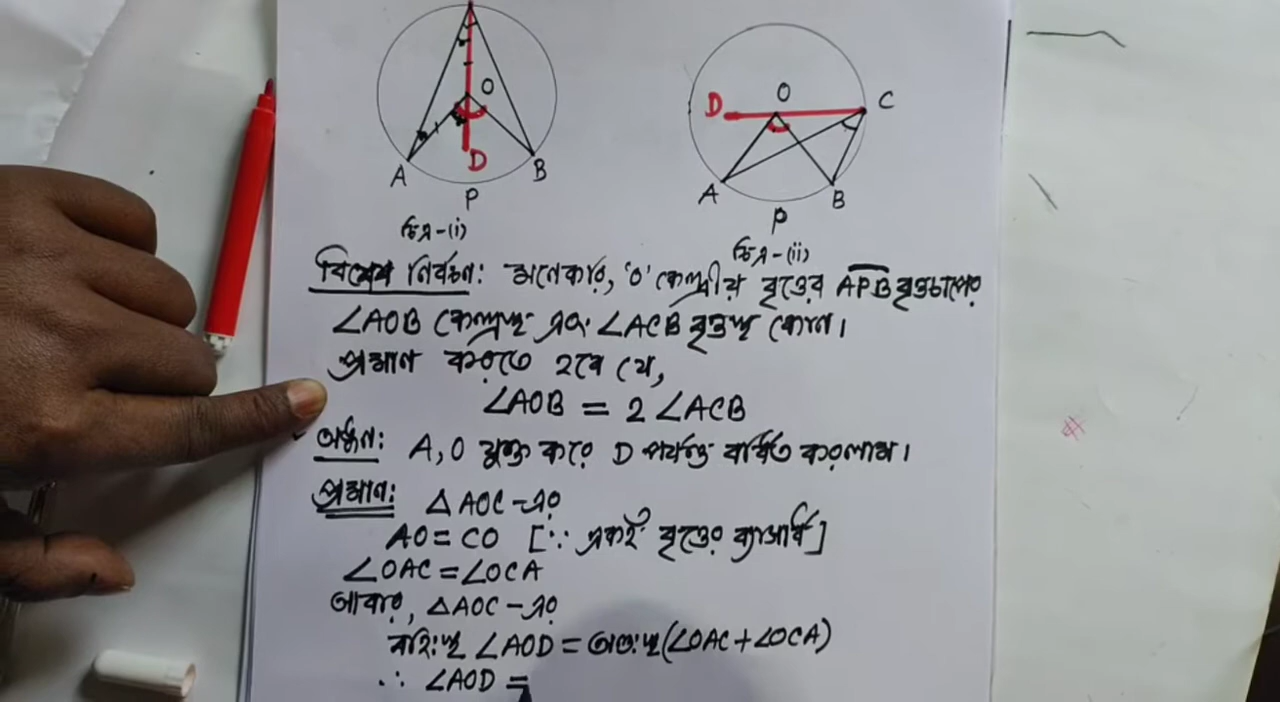 O
A
D
B
P
চিত্র-(i)
D
O
C
A
B
P
চিত্র-(ii)
বিশেষ নির্বচন: মনেকরি, 'O' কেন্দ্রীয় বৃত্তের APB বৃত্তচাপের
∠AOB কেন্দ্রস্থ এবং ∠ACB বৃত্তস্থ কোন।
প্রমান করতে হবে যে,
∠AOB = 2 ∠ACB
অঙ্কন: A, O যুক্ত করে D পর্যন্ত বর্ধিত করলাম।
প্রমান: △AOC-এর
AO = CO [∵ একই বৃত্তের ব্যাসার্ধ]
∠OAC = ∠OCA
আবার, △AOC-এর
বহিঃস্থ ∠AOD = অন্তঃস্থ (∠OAC + ∠OCA)
∴ ∠AOD =